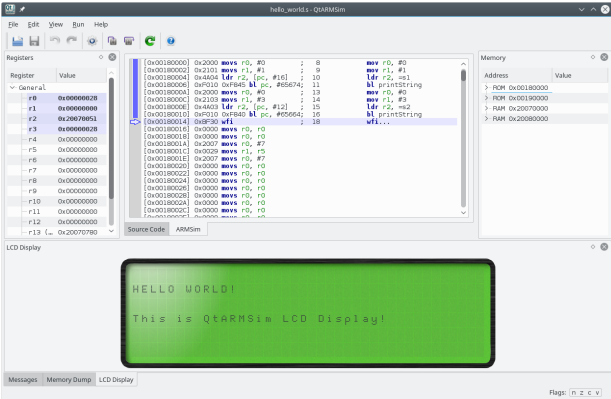 hello_world.s - QtARMSim
File Edit View Run Help
Registers
Register Value
General
r0 0x00000028
r1 0x00000000
r2 0x20070051
r3 0x00000028
r4 0x00000000
r5 0x00000000
r6 0x00000000
r7 0x00000000
r8 0x00000000
r9 0x00000000
r10 0x00000000
r11 0x00000000
r12 0x00000000
r13 (... 0x20070780
[0x00180000] 0x2000 movs r0, #0 ; 8 mov r0, #0
[0x00180002] 0x2101 movs r1, #1 ; 9 mov r1, #1
[0x00180004] 0x4A04 ldr r2, [pc, #16] ; 10 ldr r2, =s1
[0x00180006] 0xF010 0xFB45 bl pc, #65674; 11 bl printString
[0x0018000A] 0x2000 movs r0, #0 ; 13 mov r0, #0
[0x0018000C] 0x2103 movs r1, #3 ; 14 mov r1, #3
[0x0018000E] 0x4A03 ldr r2, [pc, #12] ; 15 ldr r2, =s2
[0x00180010] 0xF010 0xFB40 bl pc, #65664; 16 bl printString
[0x00180014] 0xBF30 wfi ; 18 wfi...
[0x00180016] 0x0000 movs r0, r0
[0x00180018] 0x0000 movs r0, r0
[0x0018001A] 0x2007 movs r0, #7
[0x0018001C] 0x0029 movs r1, r5
[0x0018001E] 0x2007 movs r0, #7
[0x00180020] 0x0000 movs r0, r0
[0x00180022] 0x0000 movs r0, r0
[0x00180024] 0x0000 movs r0, r0
[0x00180026] 0x0000 movs r0, r0
[0x00180028] 0x0000 movs r0, r0
[0x0018002A] 0x0000 movs r0, r0
[0x0018002C] 0x0000 movs r0, r0
[0x0018002E] 0x0000 movs r0, r0
Source Code ARMSim
Memory
Address Value
ROM 0x00180000
ROM 0x00190000
RAM 0x20070000
RAM 0x20080000
LCD Display
HELLO WORLD!
This is QtARMSim LCD Display!
Messages Memory Dump LCD Display
Flags: n z c v